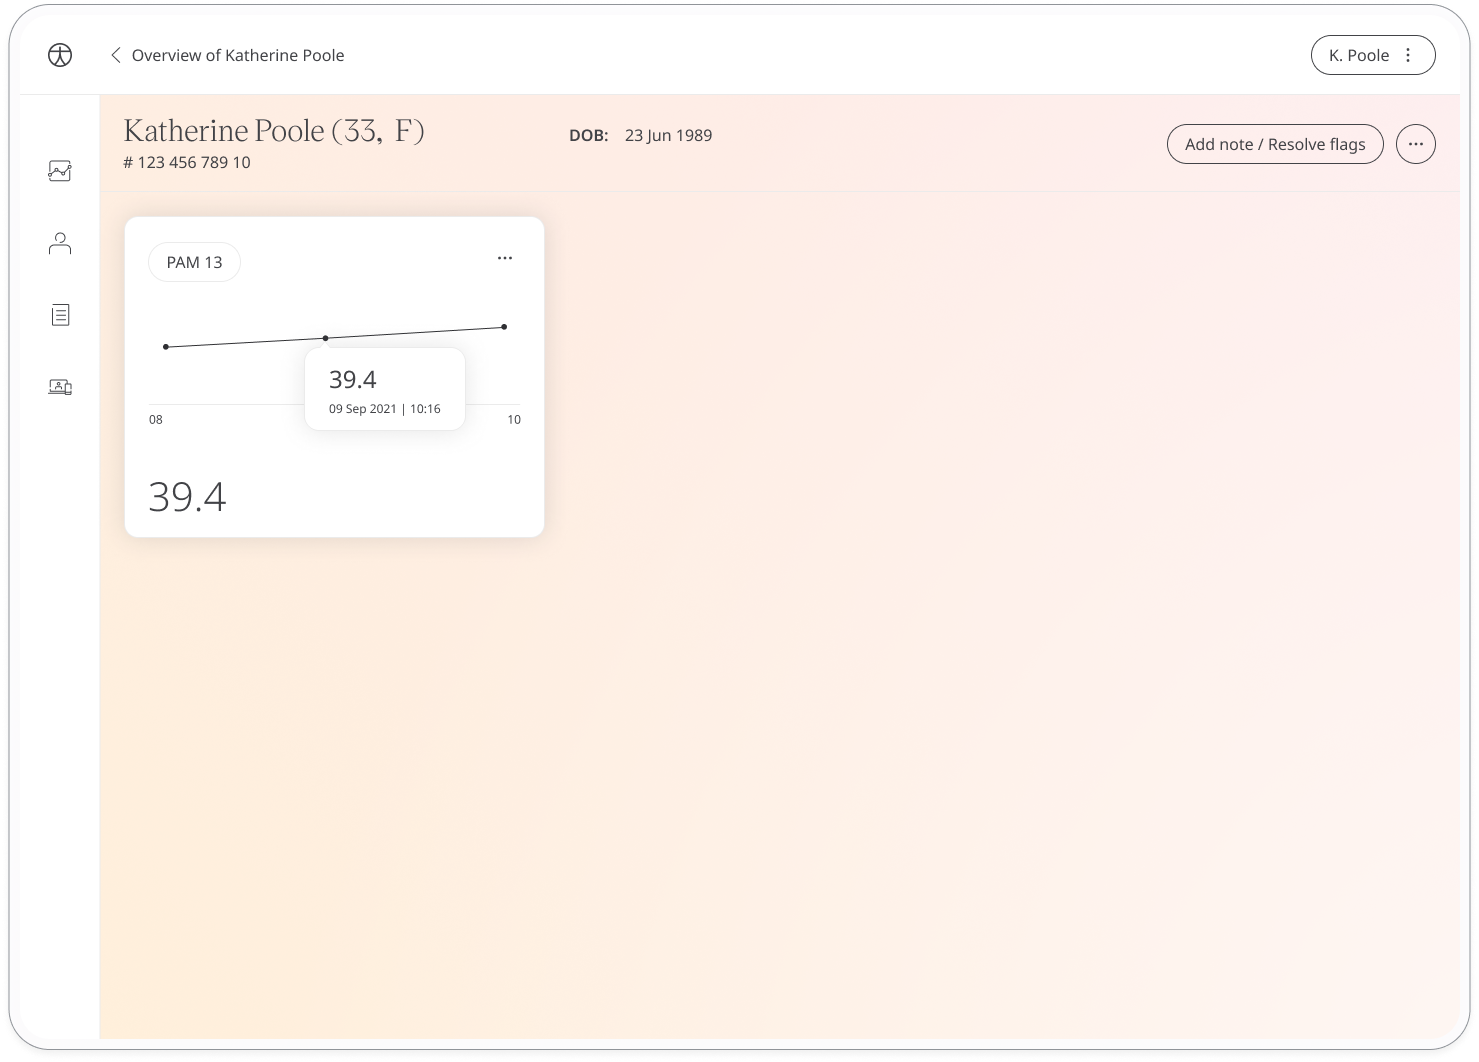 Overview of Katherine Poole
K. Poole
Katherine Poole (33, F)
DOB: 23 Jun 1989
Add note / Resolve flags
# 123 456 789 10
PAM 13
39.4
09 Sep 2021 | 10:16
08
10
39.4